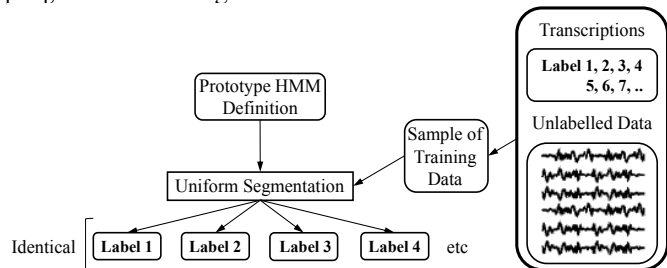 Transcriptions
Label 1, 2, 3, 4
5, 6, 7, ..
Unlabelled Data
Prototype HMM
Definition
Sample of
Training
Data
Uniform Segmentation
Identical
Label 1
Label 2
Label 3
Label 4
etc